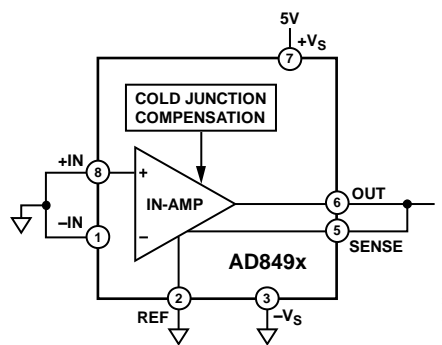 5V
+VS
7
COLD JUNCTION
COMPENSATION
+IN
8
+
IN-AMP
6
OUT
−IN
1
−
5
SENSE
AD849x
2
3
REF
−VS